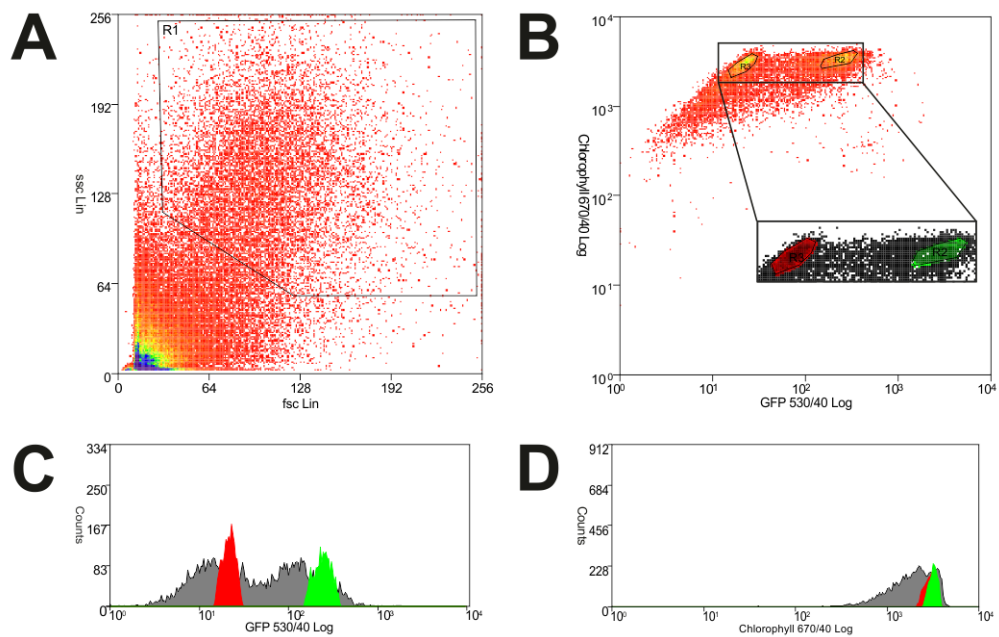 A
B
256
192
128
64
0
ssc Lin
R1
0
64
128
192
256
fsc Lin
10⁴
10³
10²
10¹
10⁰
Chlorophyll 670/40 Log
R3
R2
R3
R2
10⁰
10¹
10²
10³
10⁴
GFP 530/40 Log
C
D
334
250
167
83
0
Counts
10⁰
10¹
10²
10³
10⁴
GFP 530/40 Log
912
684
456
228
0
Counts
10⁰
10¹
10²
10³
10⁴
Chlorophyll 670/40 Log